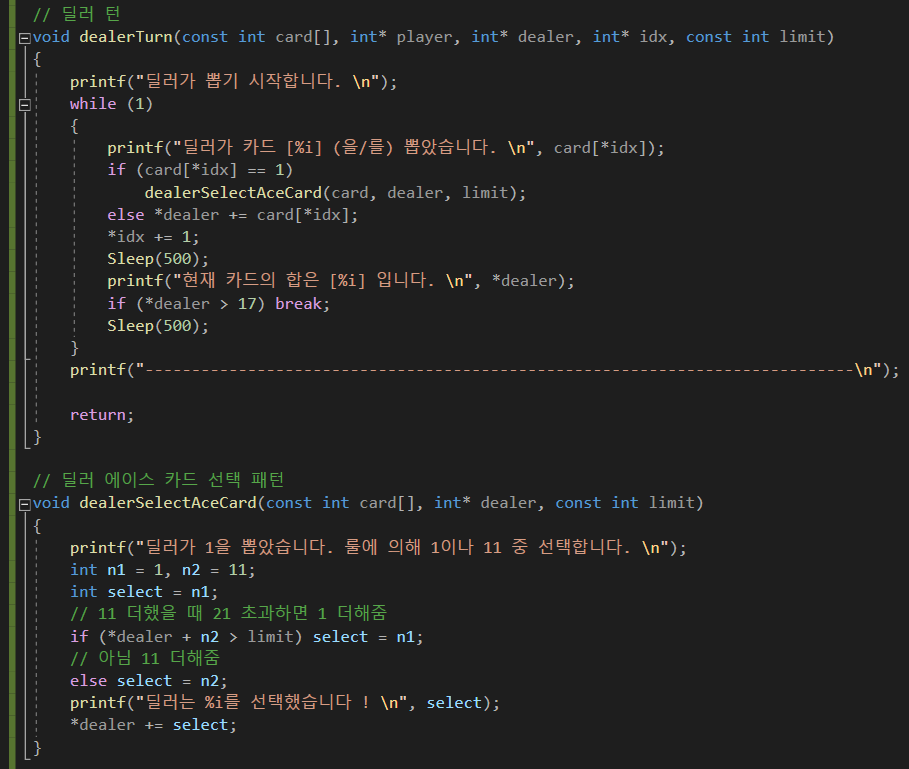 // 딜러 턴
void dealerTurn(const int card[], int* player, int* dealer, int* idx, const int limit)
{
printf("딜러가 뽑기 시작합니다. \n");
while (1)
{
printf("딜러가 카드 [%i] (을/를) 뽑았습니다. \n", card[*idx]);
if (card[*idx] == 1)
dealerSelectAceCard(card, dealer, limit);
else *dealer += card[*idx];
*idx += 1;
Sleep(500);
printf("현재 카드의 합은 [%i] 입니다. \n", *dealer);
if (*dealer > 17) break;
Sleep(500);
}
printf("----------------------------------------------------------------------------\n");
return;
}
// 딜러 에이스 카드 선택 패턴
void dealerSelectAceCard(const int card[], int* dealer, const int limit)
{
printf("딜러가 1을 뽑았습니다. 룰에 의해 1이나 11 중 선택합니다. \n");
int n1 = 1, n2 = 11;
int select = n1;
// 11 더했을 때 21 초과하면 1 더해줌
if (*dealer + n2 > limit) select = n1;
// 아님 11 더해줌
else select = n2;
printf("딜러는 %i를 선택했습니다 ! \n", select);
*dealer += select;
}